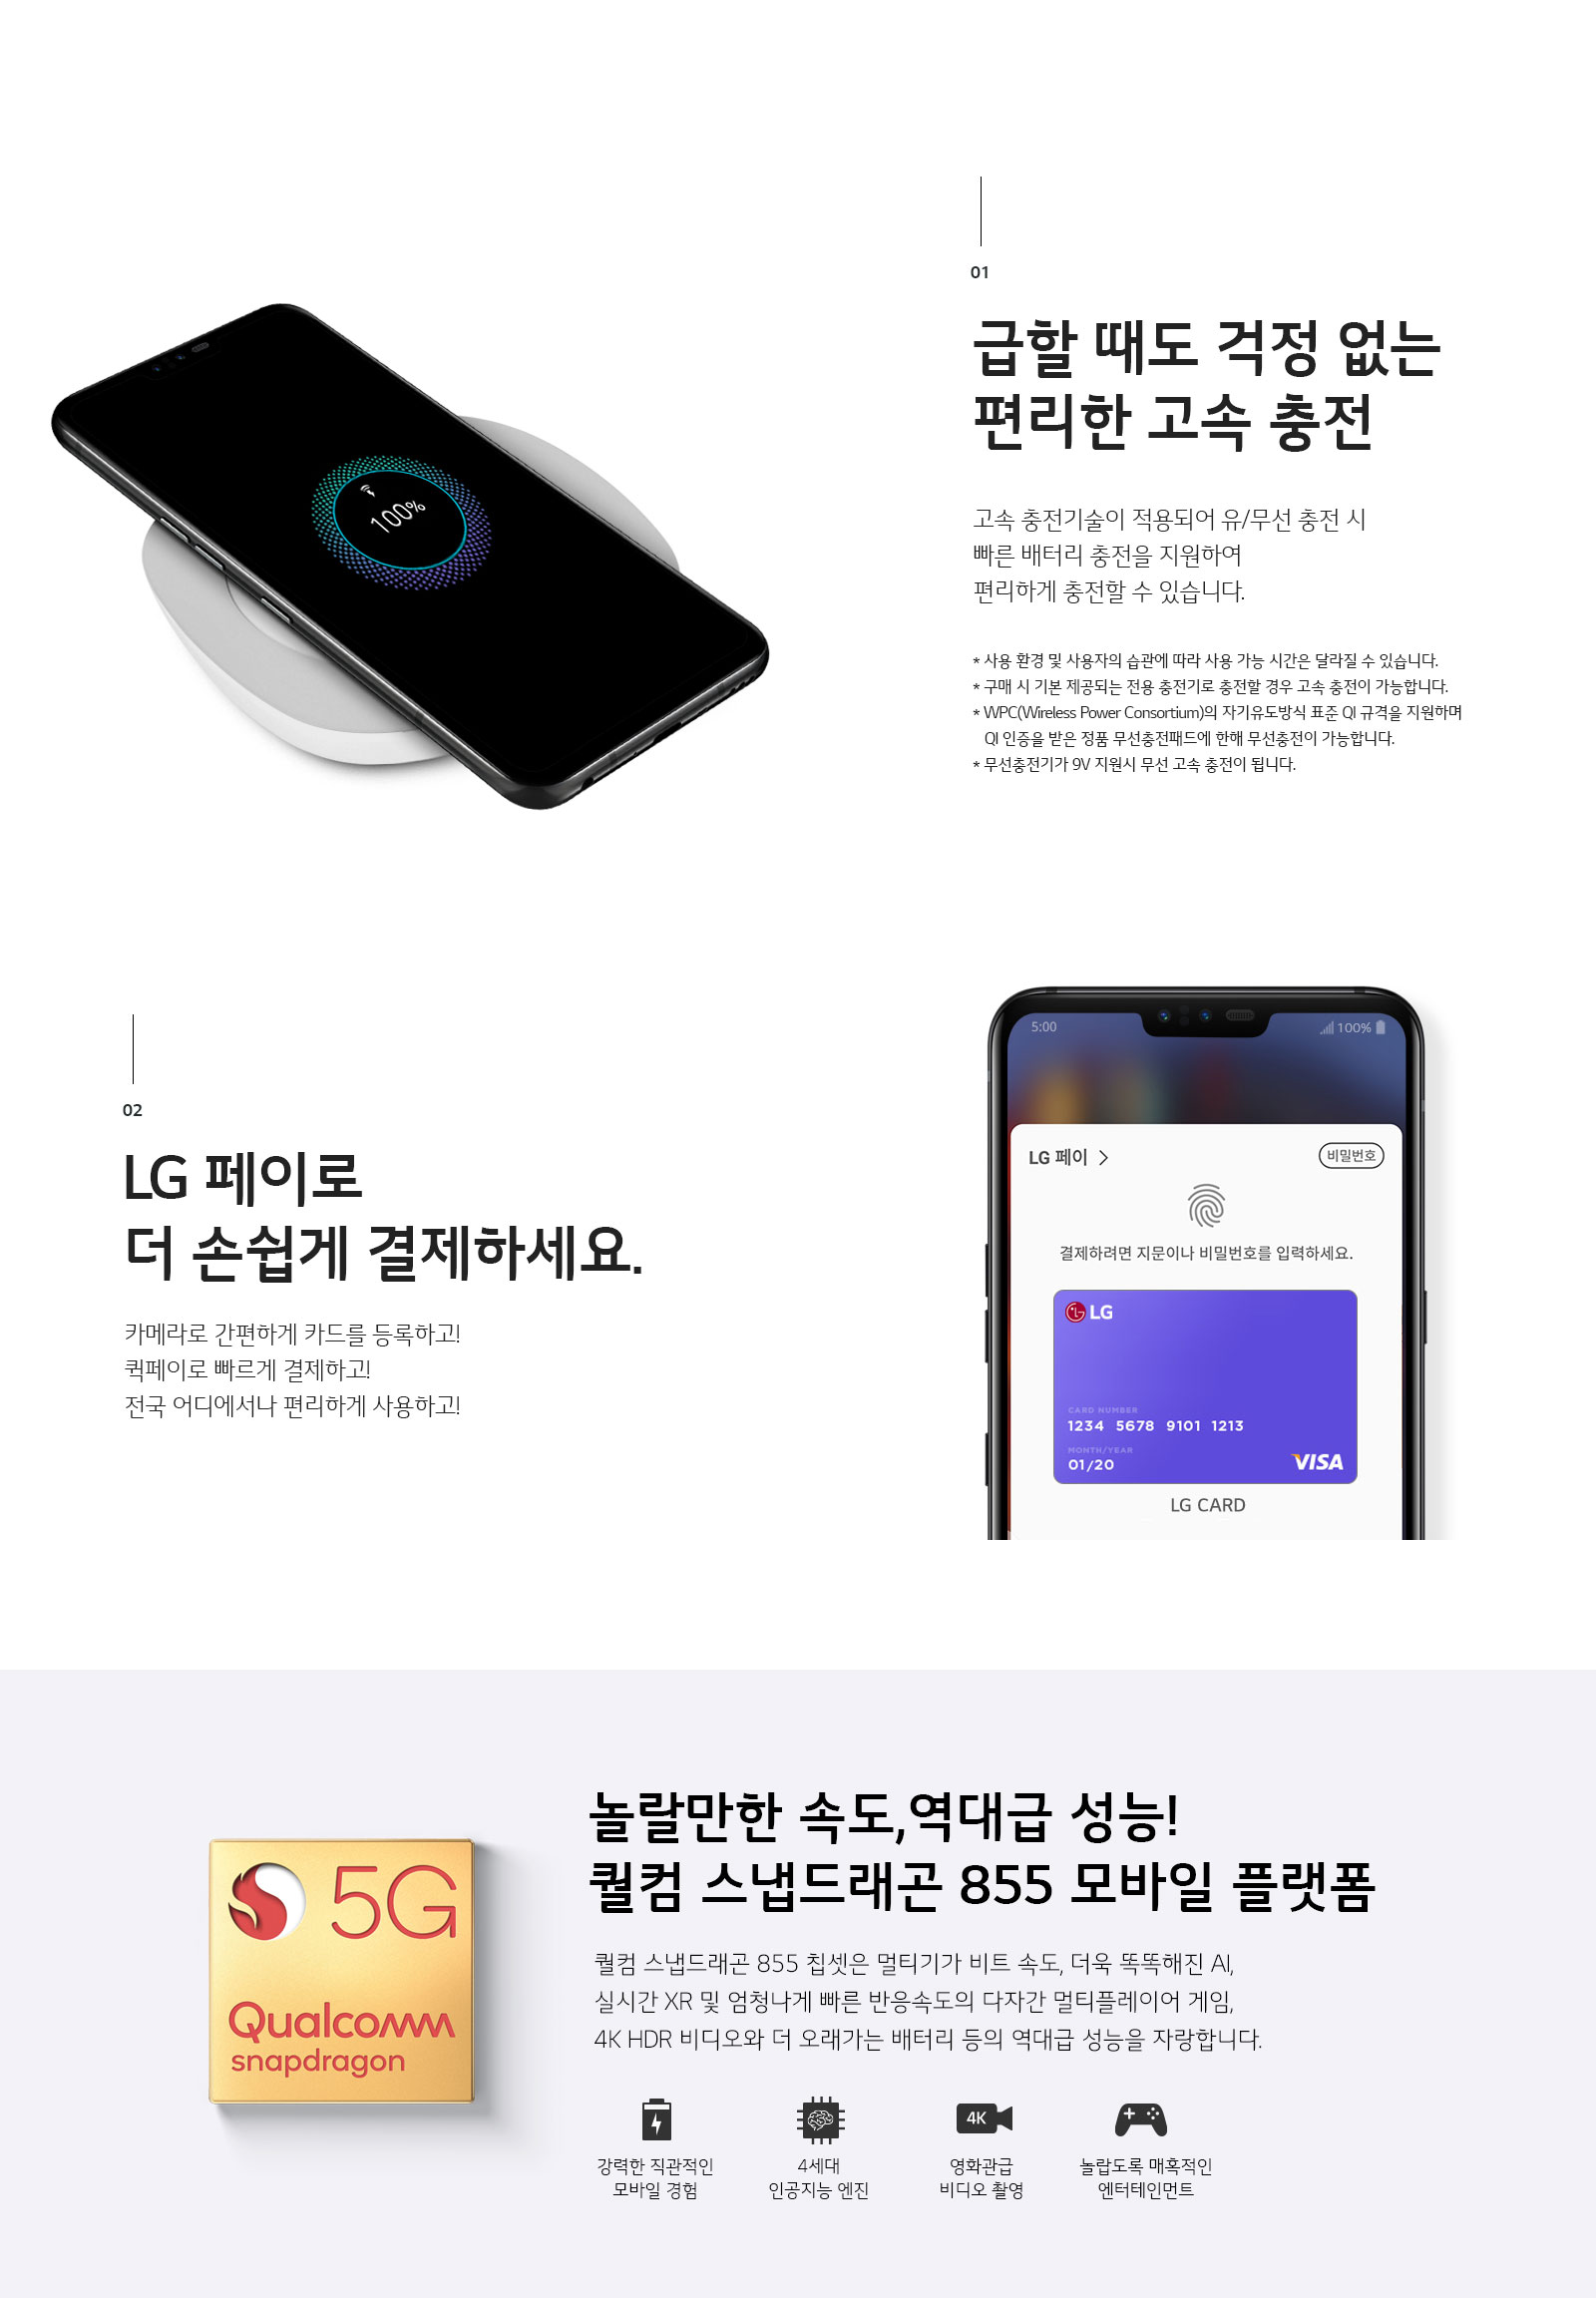 01
급할 때도 걱정 없는
편리한 고속 충전
고속 충전기술이 적용되어 유/무선 충전 시
빠른 배터리 충전을 지원하여
편리하게 충전할 수 있습니다.
* 사용 환경 및 사용자의 습관에 따라 사용 가능 시간은 달라질 수 있습니다.
* 구매 시 기본 제공되는 전용 충전기로 충전할 경우 고속 충전이 가능합니다.
* WPC(Wireless Power Consortium)의 자기유도방식 표준 QI 규격을 지원하며
QI 인증을 받은 정품 무선충전패드에 한해 무선충전이 가능합니다.
* 무선충전기가 9V 지원시 무선 고속 충전이 됩니다.
100%
02
LG 페이로
더 손쉽게 결제하세요.
카메라로 간편하게 카드를 등록하고!
퀵페이로 빠르게 결제하고!
전국 어디에서나 편리하게 사용하고!
5:00 100%
LG 페이 > 비밀번호
결제하려면 지문이나 비밀번호를 입력하세요.
LG
CARD NUMBER
1234 5678 9101 1213
MONTH/YEAR
01/20 VISA
LG CARD
5G
Qualcomm
snapdragon
놀랄만한 속도,역대급 성능!
퀄컴 스냅드래곤 855 모바일 플랫폼
퀄컴 스냅드래곤 855 칩셋은 멀티기가 비트 속도, 더욱 똑똑해진 AI,
실시간 XR 및 엄청나게 빠른 반응속도의 다자간 멀티플레이어 게임,
4K HDR 비디오와 더 오래가는 배터리 등의 역대급 성능을 자랑합니다.
강력한 직관적인
모바일 경험
4세대
인공지능 엔진
4K
영화관급
비디오 촬영
놀랍도록 매혹적인
엔터테인먼트